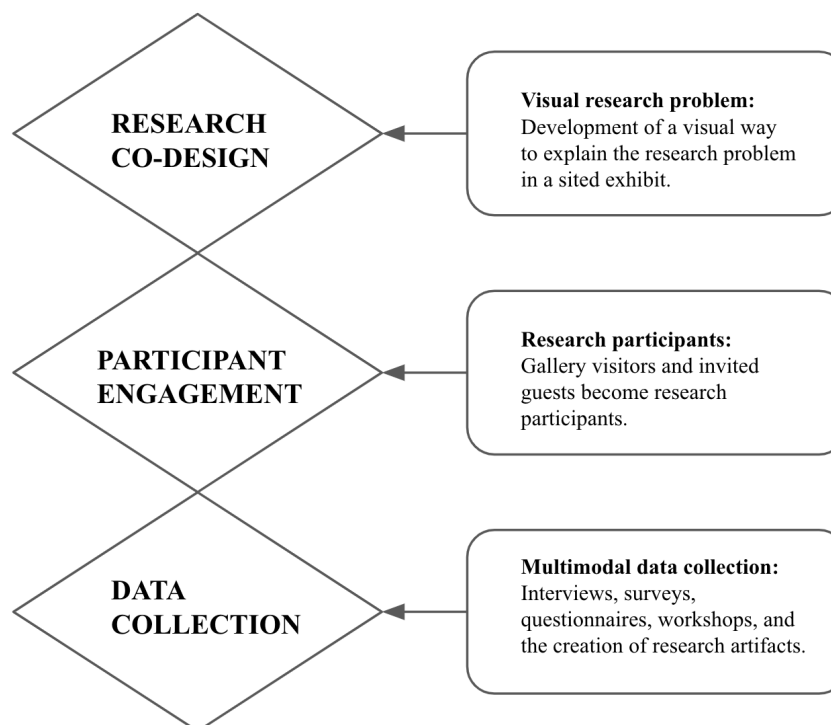 RESEARCH
CO-DESIGN
Visual research problem:
Development of a visual way
to explain the research problem
in a sited exhibit.
PARTICIPANT
ENGAGEMENT
Research participants:
Gallery visitors and invited
guests become research
participants.
DATA
COLLECTION
Multimodal data collection:
Interviews, surveys,
questionnaires, workshops, and
the creation of research artifacts.